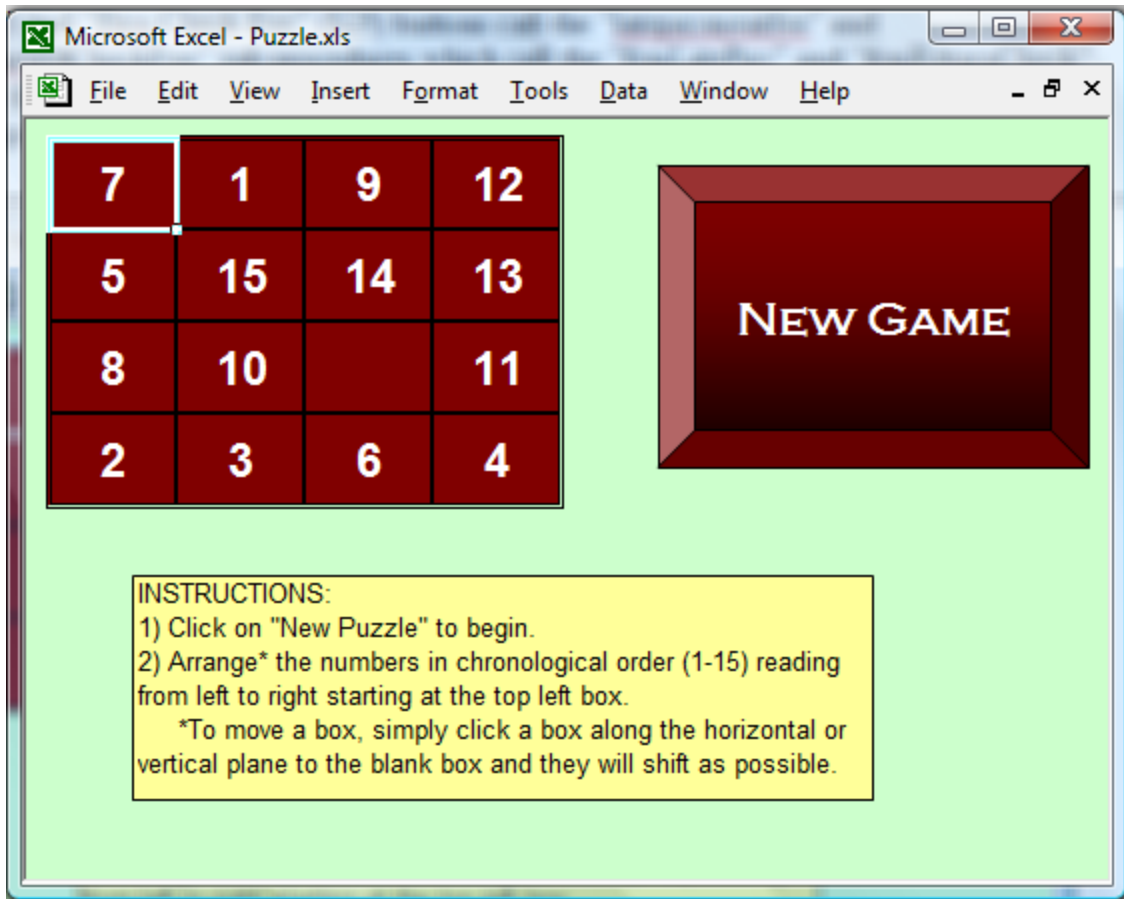 Microsoft Excel - Puzzle.xls
File Edit View Insert Format Tools Data Window Help
7 1 9 12
5 15 14 13
8 10 11
2 3 6 4
NEW GAME
INSTRUCTIONS:
1) Click on "New Puzzle" to begin.
2) Arrange* the numbers in chronological order (1-15) reading
from left to right starting at the top left box.
*To move a box, simply click a box along the horizontal or
vertical plane to the blank box and they will shift as possible.